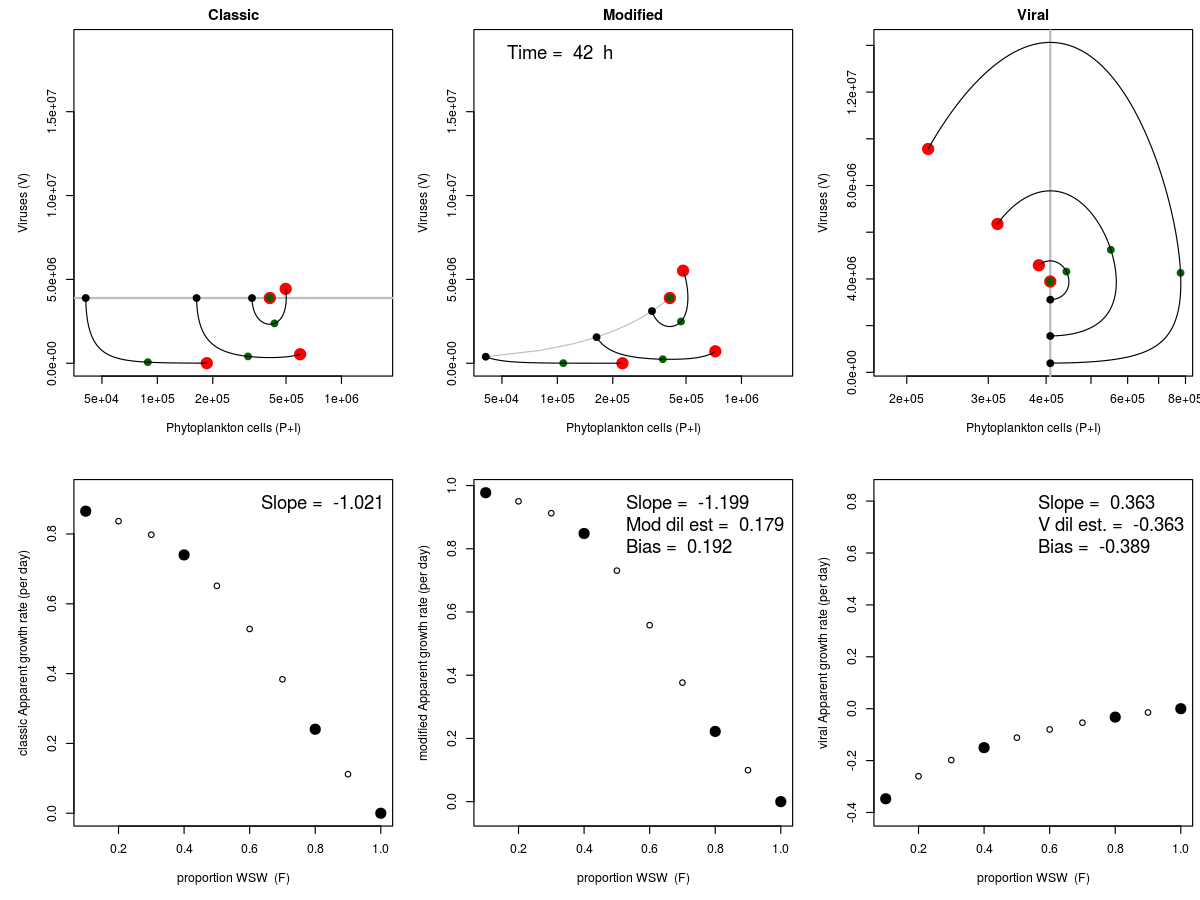 Classic
Viruses (V)
0.0e+00 5.0e+06 1.0e+07 1.5e+07
5e+04 1e+05 2e+05 5e+05 1e+06
Phytoplankton cells (P+I)
Modified
Time = 42 h
Viruses (V)
0.0e+00 5.0e+06 1.0e+07 1.5e+07
5e+04 1e+05 2e+05 5e+05 1e+06
Phytoplankton cells (P+I)
Viral
Viruses (V)
0.0e+00 4.0e+06 8.0e+06 1.2e+07
2e+05 3e+05 4e+05 6e+05 8e+05
Phytoplankton cells (P+I)
Slope = -1.021
classic Apparent growth rate (per day)
0.0 0.2 0.4 0.6 0.8
0.2 0.4 0.6 0.8 1.0
proportion WSW (F)
Slope = -1.199
Mod dil est = 0.179
Bias = 0.192
modified Apparent growth rate (per day)
0.0 0.2 0.4 0.6 0.8 1.0
0.2 0.4 0.6 0.8 1.0
proportion WSW (F)
Slope = 0.363
V dil est. = -0.363
Bias = -0.389
viral Apparent growth rate (per day)
-0.4 -0.2 0.0 0.2 0.4 0.6 0.8
0.2 0.4 0.6 0.8 1.0
proportion WSW (F)